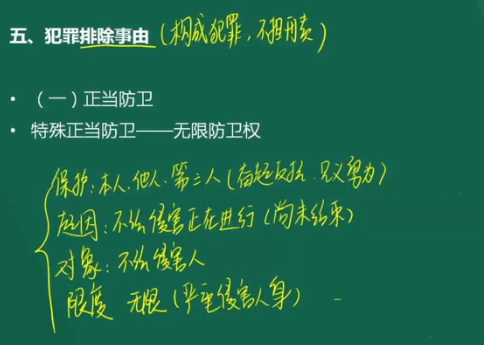 五、犯罪排除事由（构成犯罪，不担刑责）
• （一）正当防卫
• 特殊正当防卫——无限防卫权
保护：本人、他人、第三人（奋起反抗，见义勇为）
起因：不法侵害正在进行（尚未结束）
对象：不法侵害人
限度 无限（严重侵害人身）